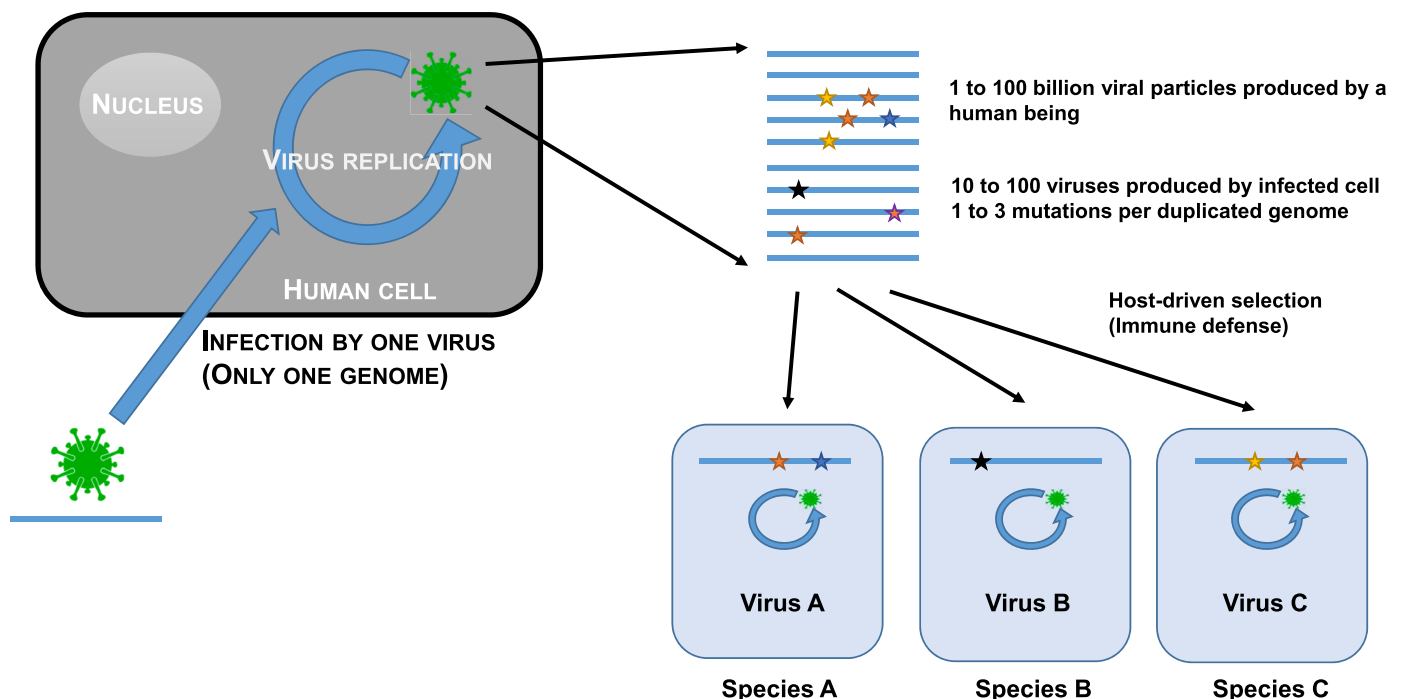 NUCLEUS
VIRUS REPLICATION
HUMAN CELL
INFECTION BY ONE VIRUS
(ONLY ONE GENOME)
1 to 100 billion viral particles produced by a
human being
10 to 100 viruses produced by infected cell
1 to 3 mutations per duplicated genome
Host-driven selection
(Immune defense)
Virus A
Virus B
Virus C
Species A
Species B
Species C